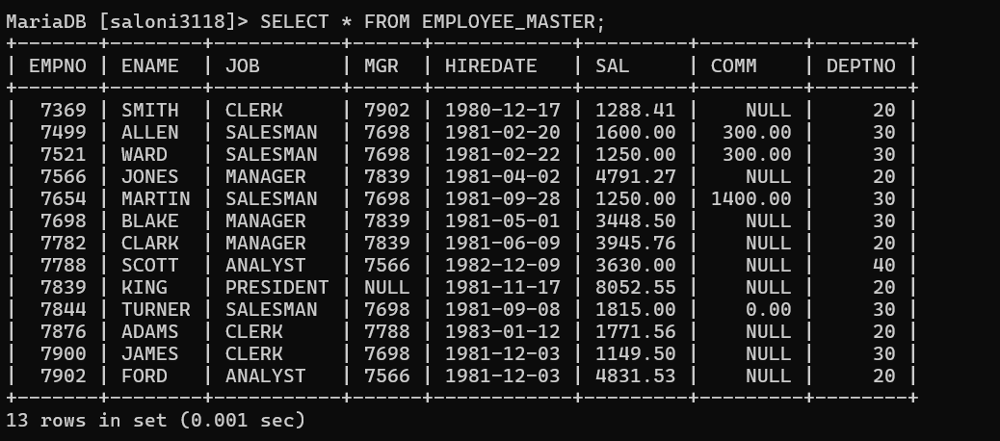 MariaDB [saloni3118]> SELECT * FROM EMPLOYEE_MASTER;
+-------+--------+-----------+------+------------+---------+---------+--------+
| EMPNO | ENAME  | JOB       | MGR  | HIREDATE   | SAL     | COMM    | DEPTNO |
+-------+--------+-----------+------+------------+---------+---------+--------+
|  7369 | SMITH  | CLERK     | 7902 | 1980-12-17 | 1288.41 |    NULL |     20 |
|  7499 | ALLEN  | SALESMAN  | 7698 | 1981-02-20 | 1600.00 |  300.00 |     30 |
|  7521 | WARD   | SALESMAN  | 7698 | 1981-02-22 | 1250.00 |  300.00 |     30 |
|  7566 | JONES  | MANAGER   | 7839 | 1981-04-02 | 4791.27 |    NULL |     20 |
|  7654 | MARTIN | SALESMAN  | 7698 | 1981-09-28 | 1250.00 | 1400.00 |     30 |
|  7698 | BLAKE  | MANAGER   | 7839 | 1981-05-01 | 3448.50 |    NULL |     30 |
|  7782 | CLARK  | MANAGER   | 7839 | 1981-06-09 | 3945.76 |    NULL |     20 |
|  7788 | SCOTT  | ANALYST   | 7566 | 1982-12-09 | 3630.00 |    NULL |     40 |
|  7839 | KING   | PRESIDENT | NULL | 1981-11-17 | 8052.55 |    NULL |     20 |
|  7844 | TURNER | SALESMAN  | 7698 | 1981-09-08 | 1815.00 |    0.00 |     30 |
|  7876 | ADAMS  | CLERK     | 7788 | 1983-01-12 | 1771.56 |    NULL |     20 |
|  7900 | JAMES  | CLERK     | 7698 | 1981-12-03 | 1149.50 |    NULL |     30 |
|  7902 | FORD   | ANALYST   | 7566 | 1981-12-03 | 4831.53 |    NULL |     20 |
+-------+--------+-----------+------+------------+---------+---------+--------+
13 rows in set (0.001 sec)